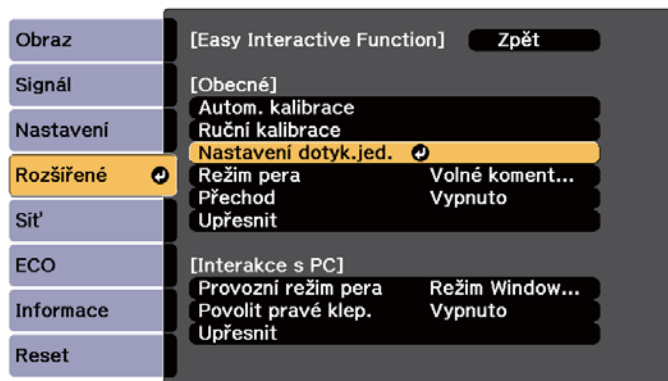 Obraz
Signál
Nastavení
Rozšířené
Síť
ECO
Informace
Reset
[Easy Interactive Function] Zpět
[Obecné]
Autom. kalibrace
Ruční kalibrace
Nastavení dotyk.jed.
Režim pera Volné koment...
Přechod Vypnuto
Upřesnit
[Interakce s PC]
Provozní režim pera Režim Window...
Povolit pravé klep. Vypnuto
Upřesnit